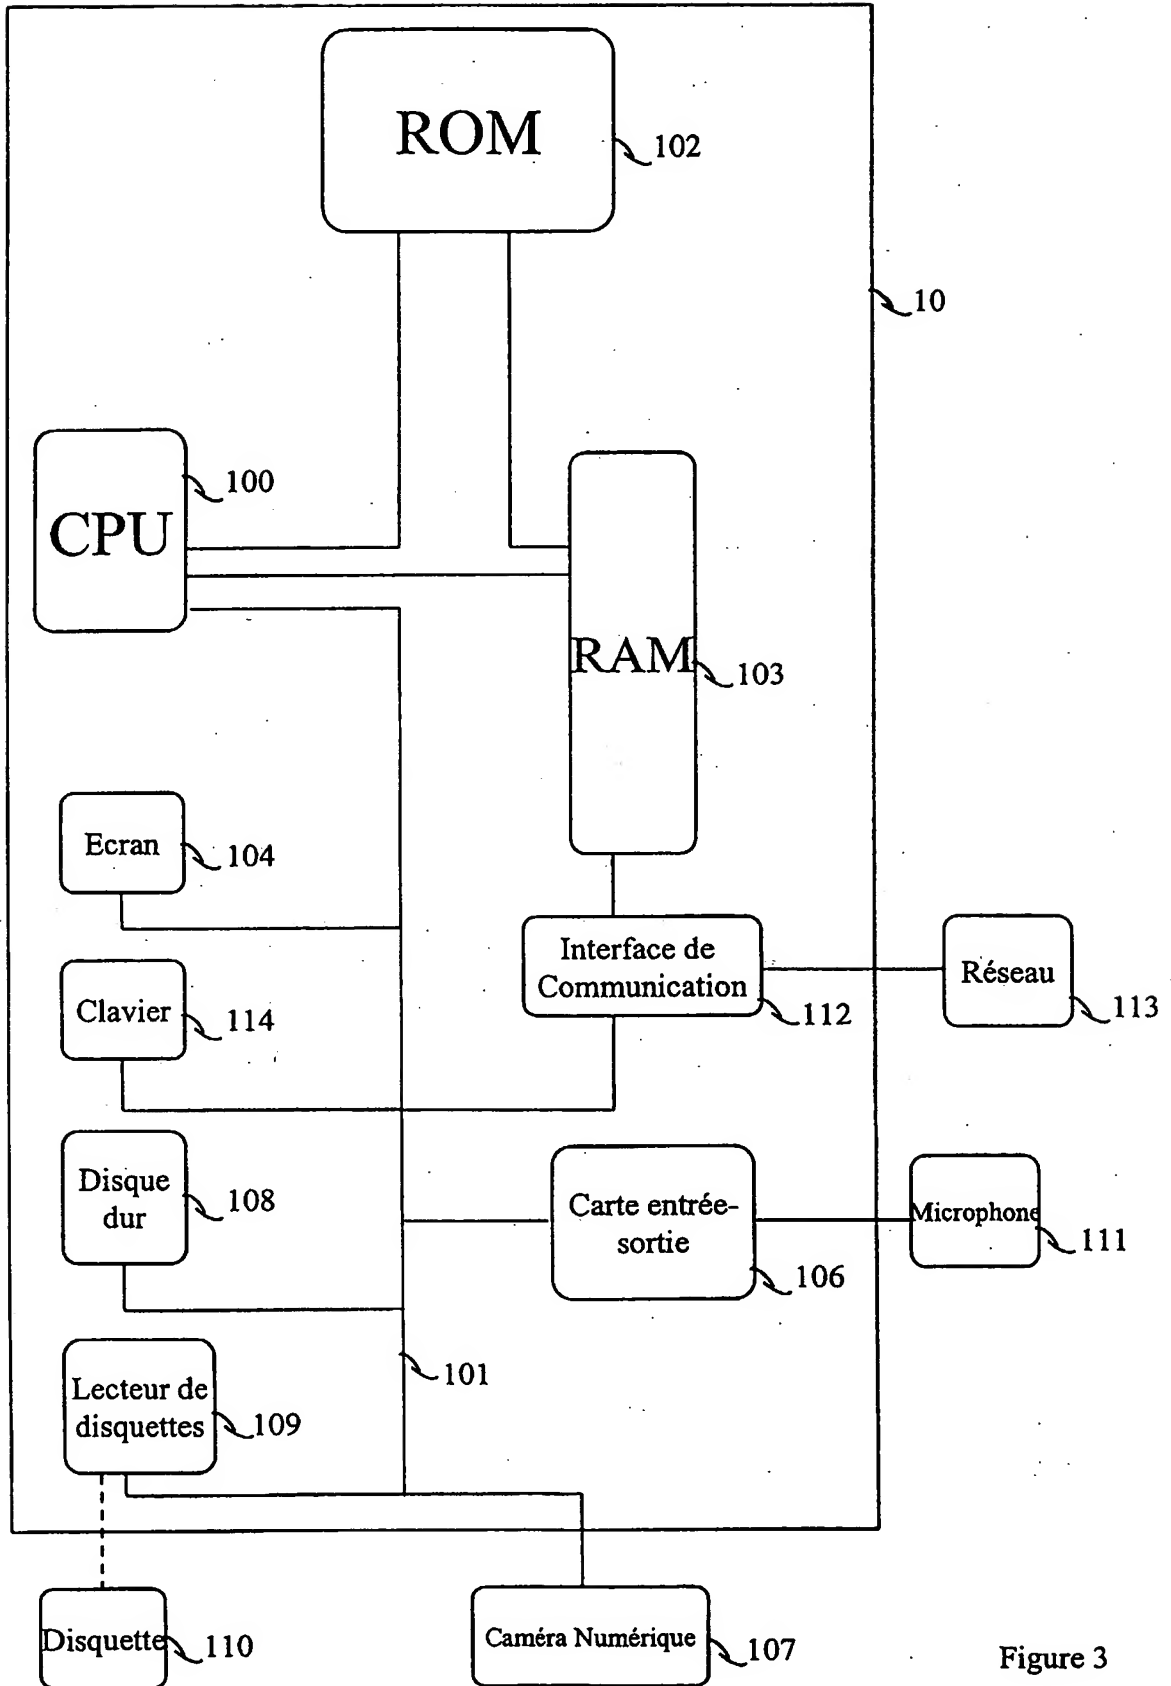 ROM
102
10
100
CPU
RAM
103
Ecran
104
Interface de
Communication
112
Réseau
113
Clavier
114
Disque
dur
108
Carte entrée-
sortie
106
Microphone
111
101
Lecteur de
disquettes
109
Disquette
110
Caméra Numérique
107
Figure 3